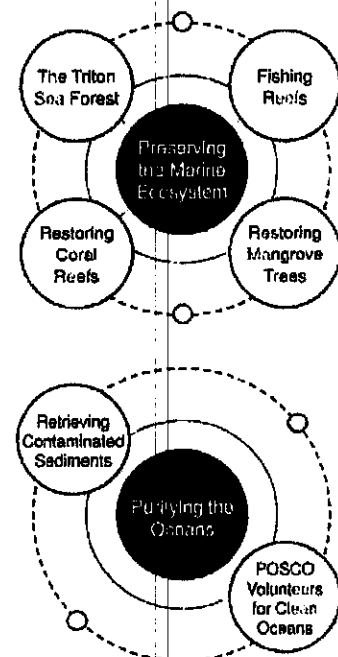 The Triton
Sea Forest
Fishing
Reefs
Preserving
the Marine
Ecosystem
Restoring
Coral
Reefs
Restoring
Mangrove
Trees
Retrieving
Contaminated
Sediments
Purifying the
Oceans
POSCO
Volunteurs
for Clean
Oceans